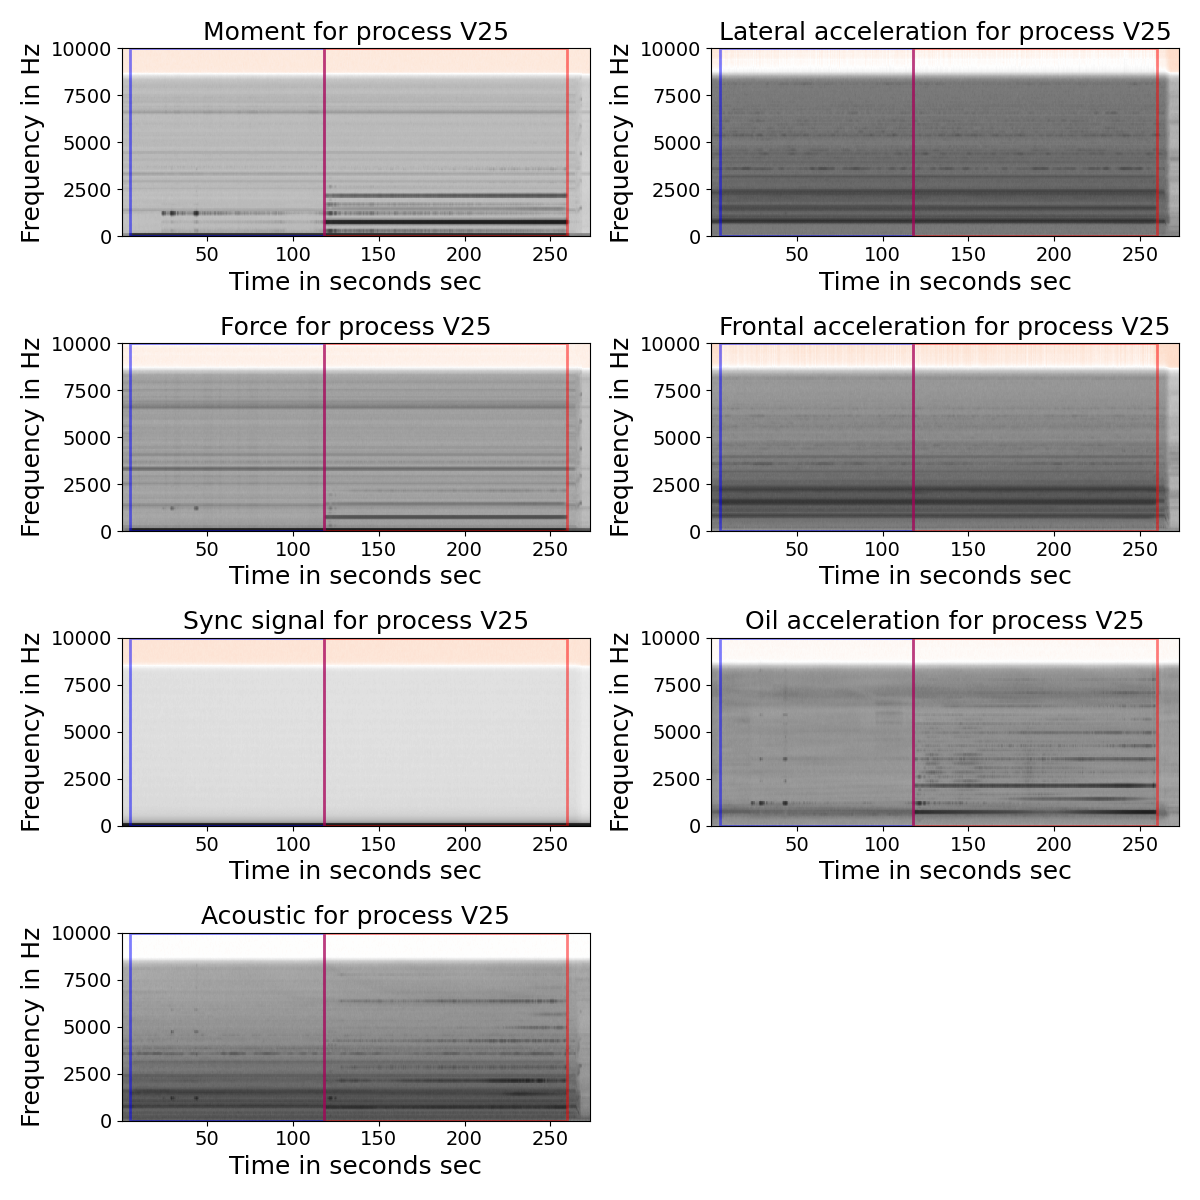 Moment for process V25
Frequency in Hz
10000
7500
5000
2500
0
50 100 150 200 250
Time in seconds sec
Lateral acceleration for process V25
Frequency in Hz
10000
7500
5000
2500
0
50 100 150 200 250
Time in seconds sec
Force for process V25
Frequency in Hz
10000
7500
5000
2500
0
50 100 150 200 250
Time in seconds sec
Frontal acceleration for process V25
Frequency in Hz
10000
7500
5000
2500
0
50 100 150 200 250
Time in seconds sec
Sync signal for process V25
Frequency in Hz
10000
7500
5000
2500
0
50 100 150 200 250
Time in seconds sec
Oil acceleration for process V25
Frequency in Hz
10000
7500
5000
2500
0
50 100 150 200 250
Time in seconds sec
Acoustic for process V25
Frequency in Hz
10000
7500
5000
2500
0
50 100 150 200 250
Time in seconds sec